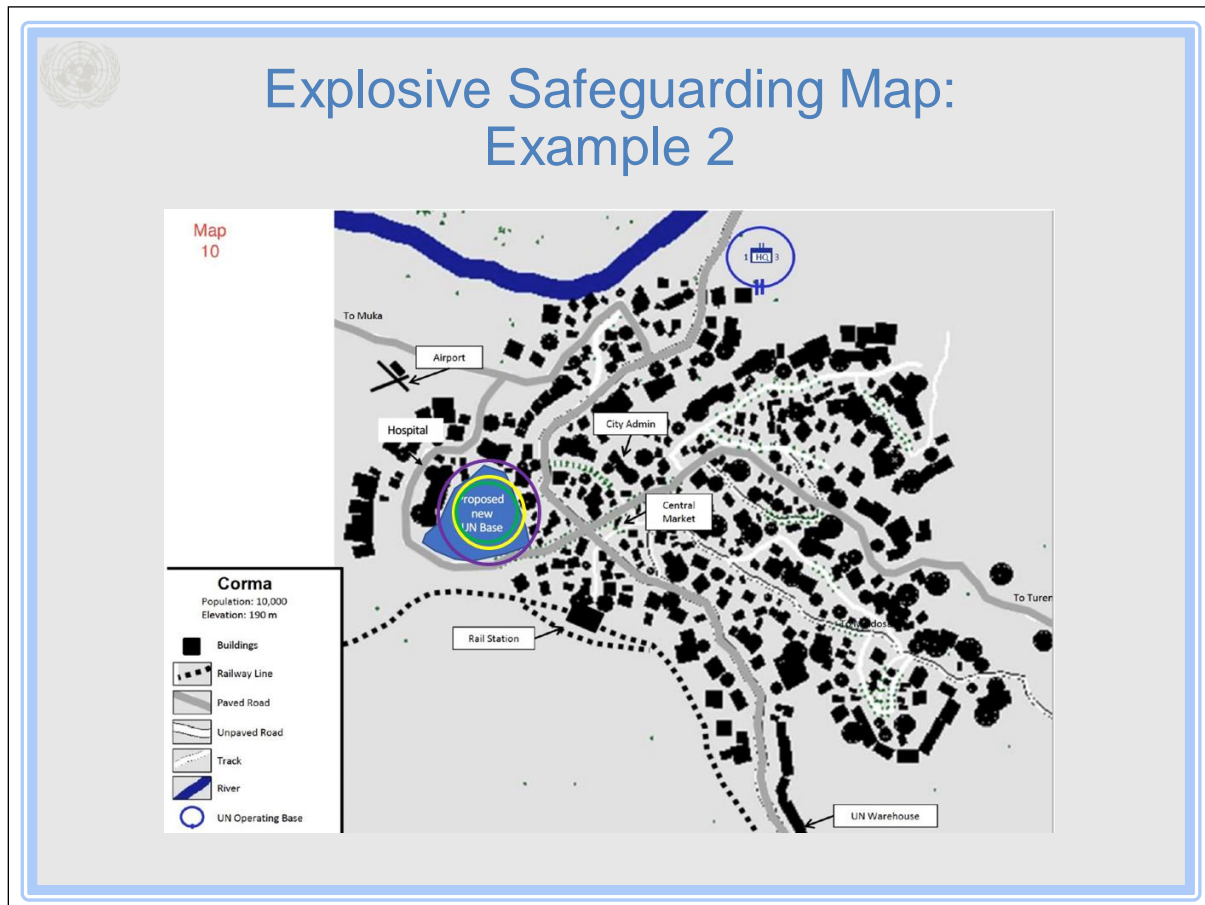 Explosive Safeguarding Map:
Example 2
Map
10
1 HQ 3
To Muka
Airport
Hospital
City Admin
roposed
new
UN Base
Central
Market
To Turen
Rail Station
UN Warehouse
Corma
Population: 10,000
Elevation: 190 m
Buildings
Railway Line
Paved Road
Unpaved Road
Track
River
UN Operating Base